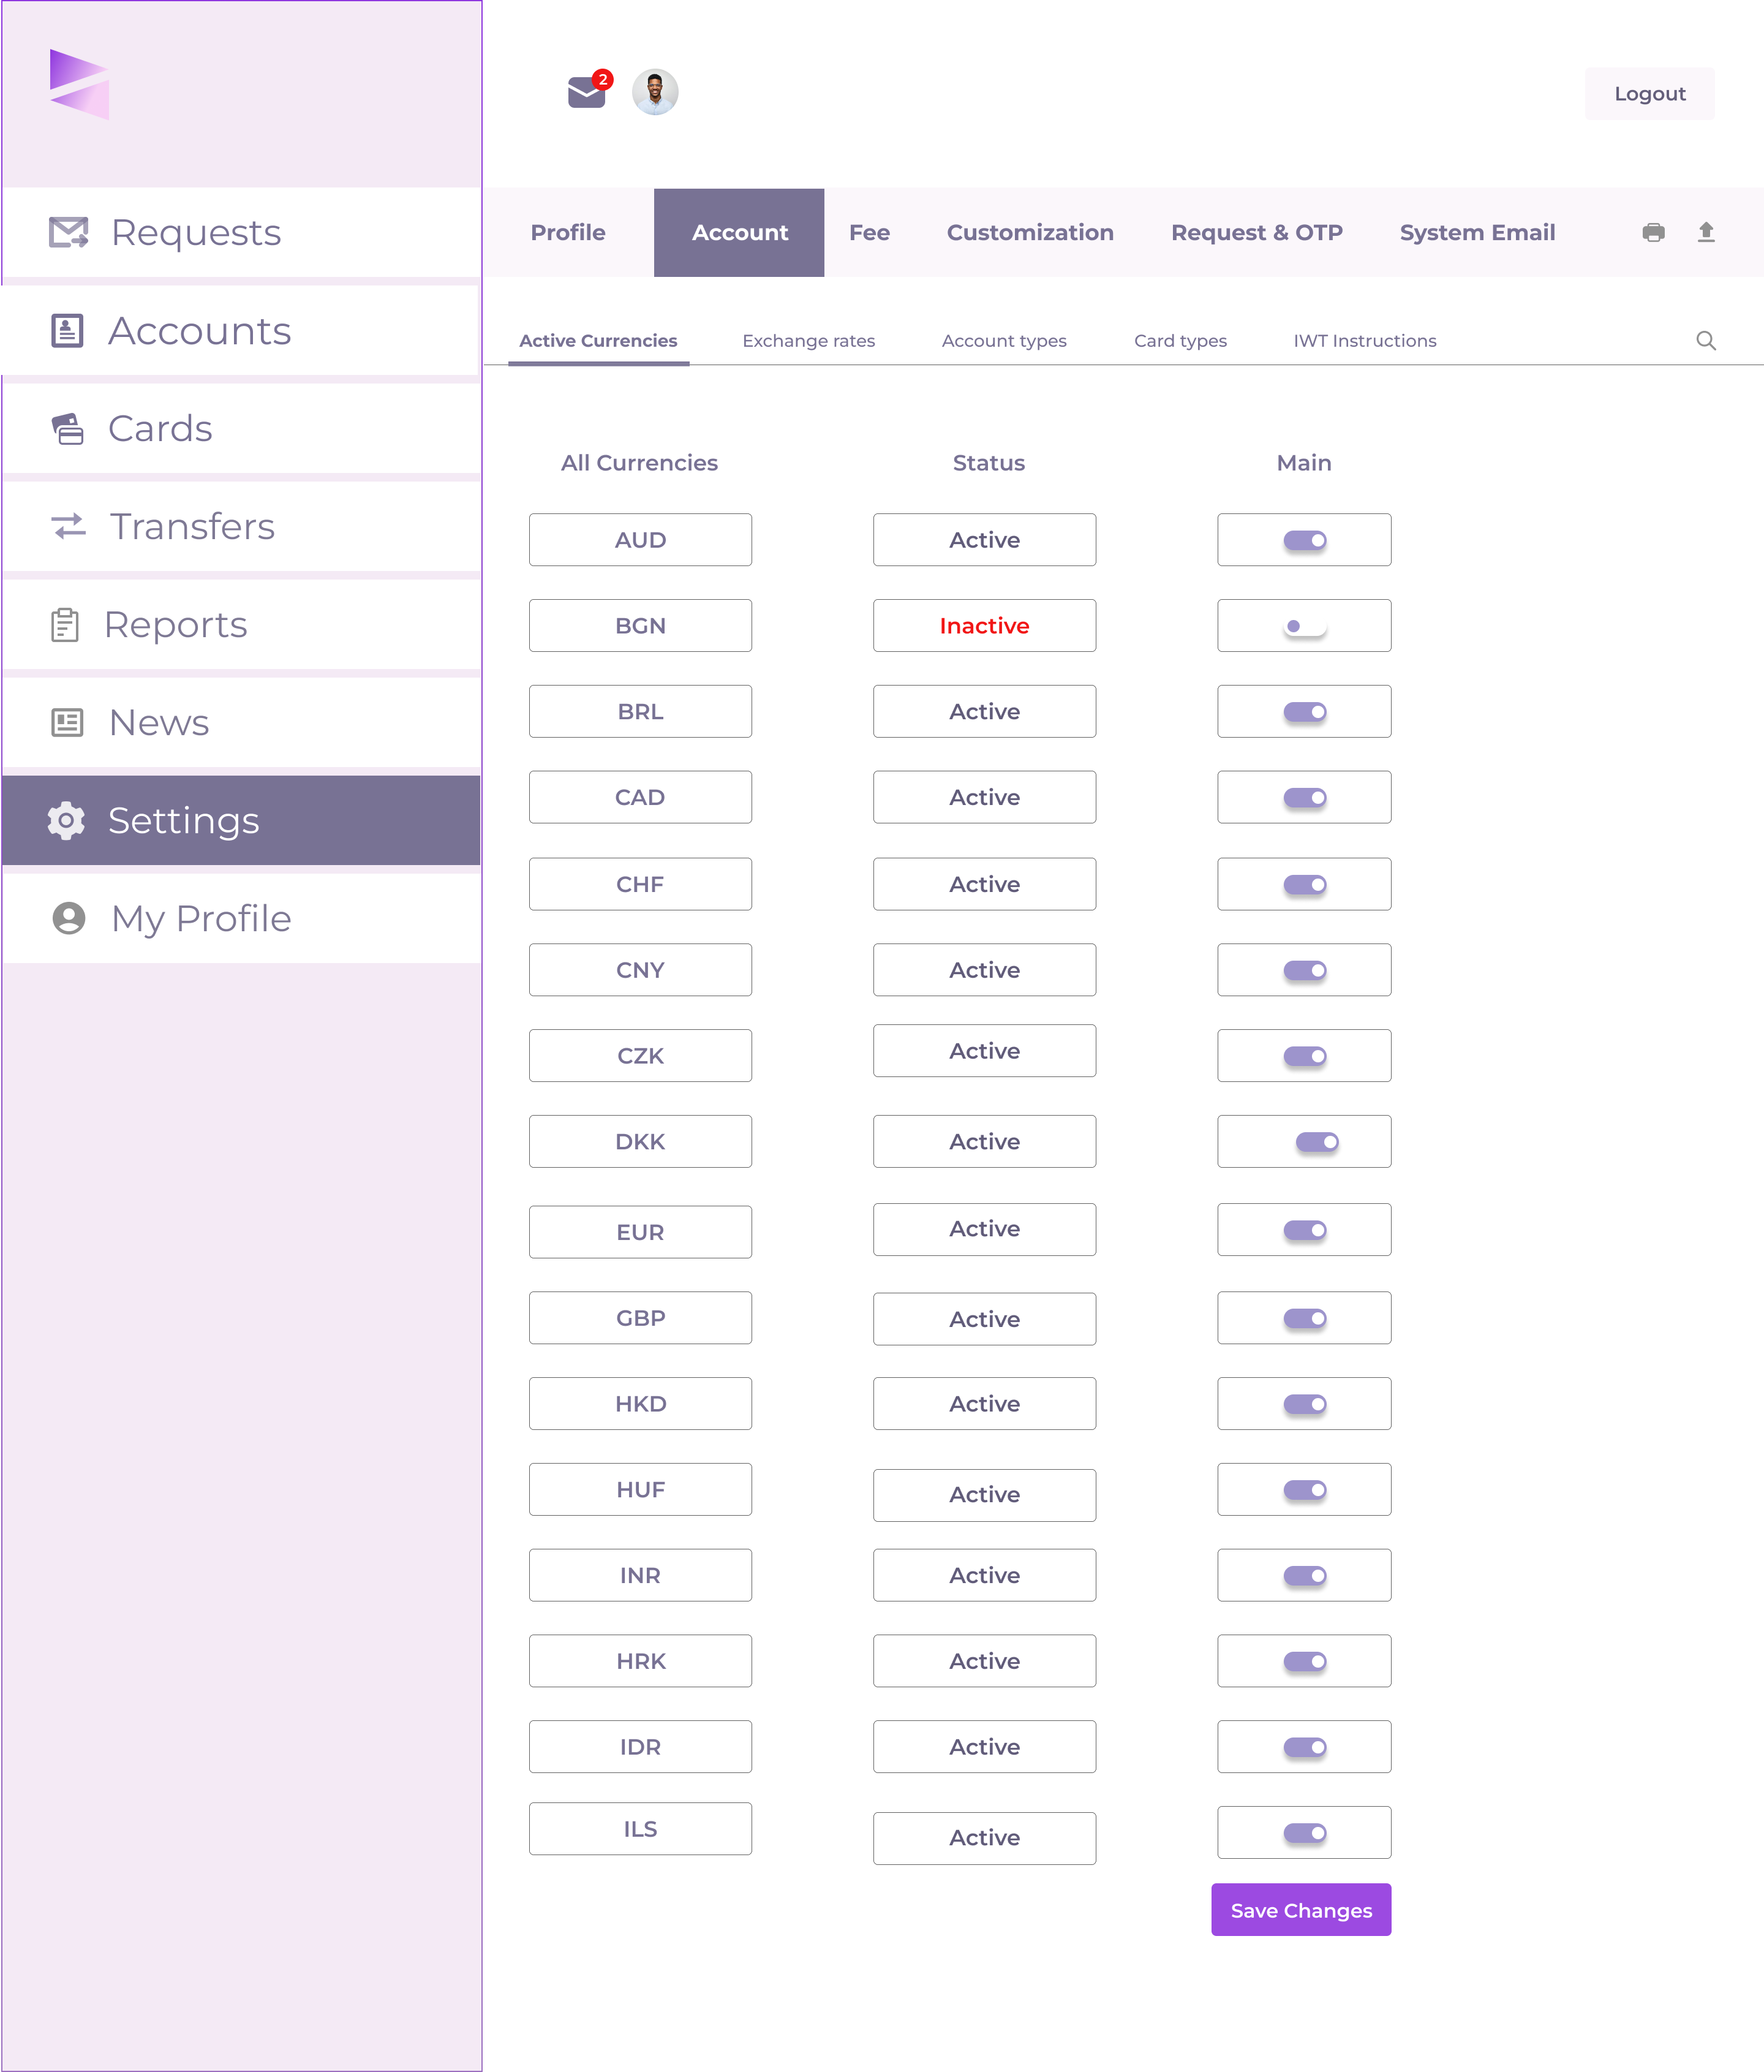 2
Logout
Requests
Accounts
Cards
Transfers
Reports
News
Settings
My Profile
Profile Account Fee Customization Request & OTP System Email
Active Currencies Exchange rates Account types Card types IWT Instructions
All Currencies Status Main
AUD Active
BGN Inactive
BRL Active
CAD Active
CHF Active
CNY Active
CZK Active
DKK Active
EUR Active
GBP Active
HKD Active
HUF Active
INR Active
HRK Active
IDR Active
ILS Active
Save Changes